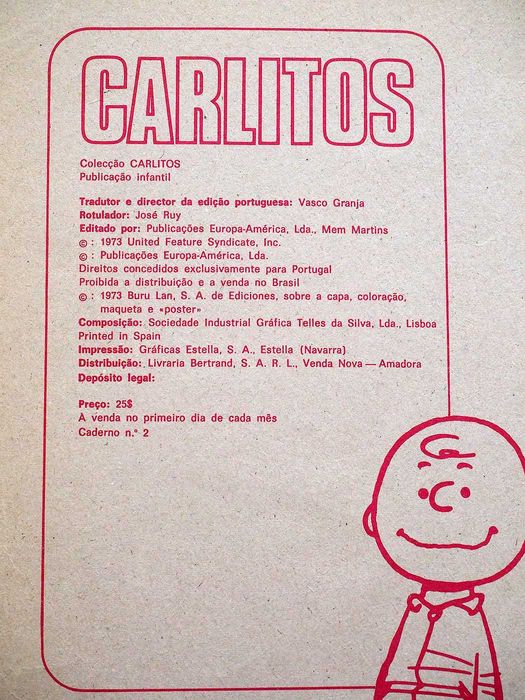 CARLITOS
Colecção CARLITOS
Publicação infantil
Tradutor e director da edição portuguesa: Vasco Granja
Rotulador: José Ruy
Editado por: Publicações Europa-América, Lda., Mem Martins
© : 1973 United Feature Syndicate, Inc.
© : Publicações Europa-América, Lda.
Direitos concedidos exclusivamente para Portugal
Proibida a distribuição e a venda no Brasil
© : 1973 Buru Lan, S. A. de Ediciones, sobre a capa, coloração,
maqueta e «poster»
Composição: Sociedade Industrial Gráfica Telles da Silva, Lda., Lisboa
Printed in Spain
Impressão: Gráficas Estella, S. A., Estella (Navarra)
Distribuição: Livraria Bertrand, S. A. R. L., Venda Nova — Amadora
Depósito legal:
Preço: 25$
À venda no primeiro dia de cada mês
Caderno n.° 2